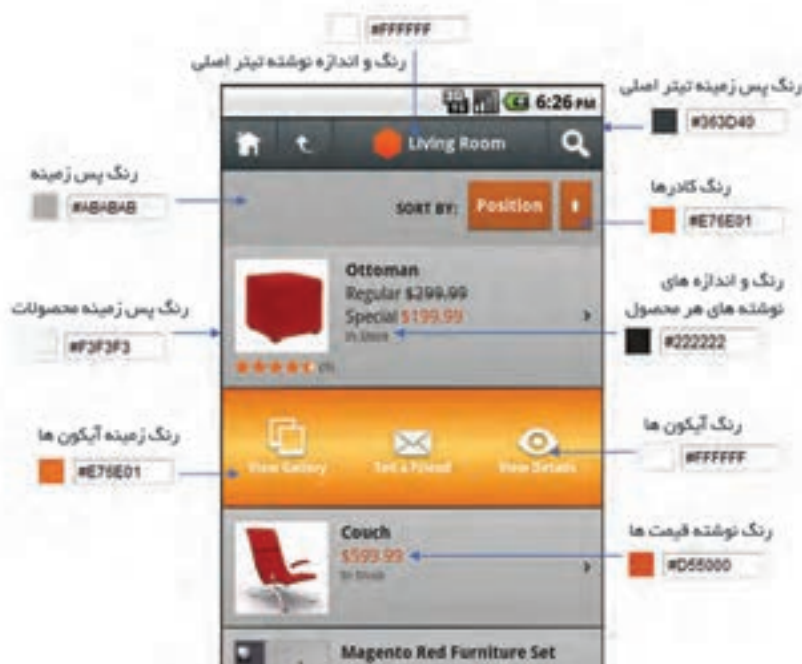 #FFFFFF
رنگ و اندازه نوشته تیتر اصلی
رنگ پس زمینه تیتر اصلی
#363D40
6:26 PM
Living Room
رنگ پس زمینه
#ABABAB
SORT BY: Position
رنگ کادرها
#E76E01
Ottoman
Regular $299.99
Special $199.99
In Stock
(1)
رنگ و اندازه های
نوشته های هر محصول
#222222
رنگ پس زمینه محصولات
#F3F3F3
رنگ زمینه آیکون ها
#E76E01
View Gallery
Tell a Friend
View Details
رنگ آیکون ها
#FFFFFF
Couch
$599.99
In Stock
رنگ نوشته قیمت ها
#D55000
Magento Red Furniture Set